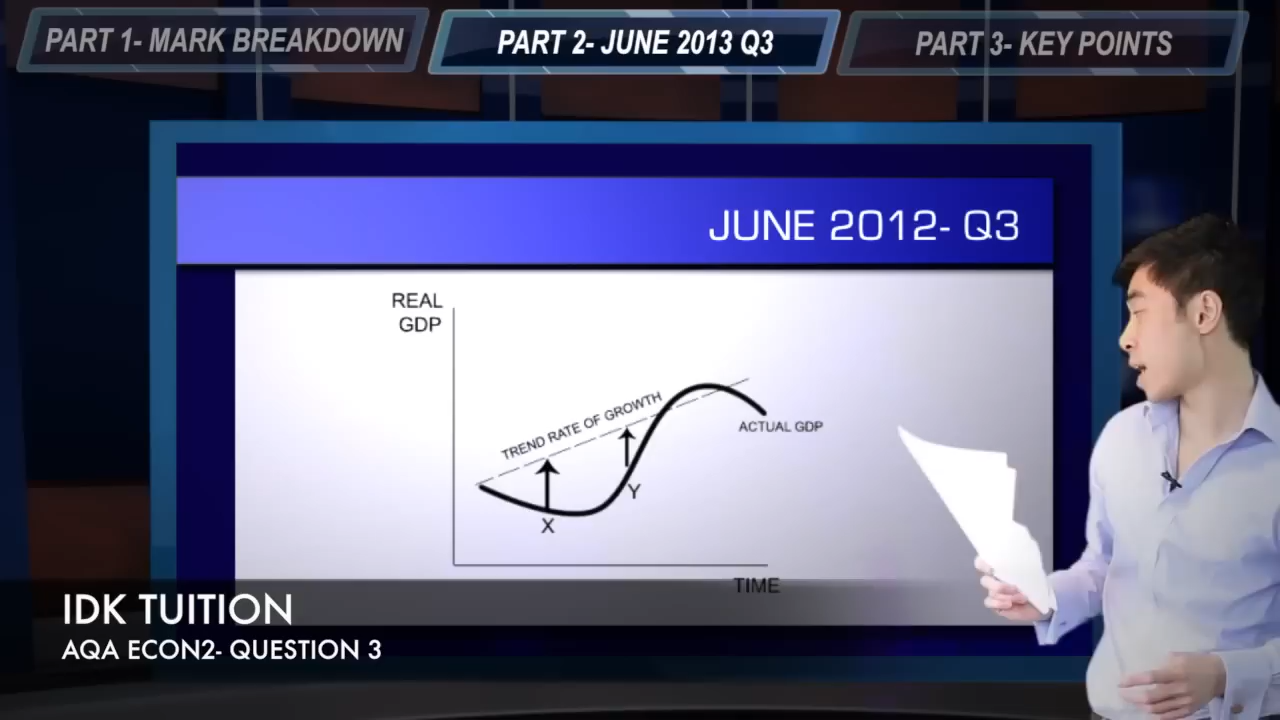 PART 1- MARK BREAKDOWN
PART 2- JUNE 2013 Q3
PART 3- KEY POINTS
JUNE 2012- Q3
REAL
GDP
TREND RATE OF GROWTH
ACTUAL GDP
Y
X
TIME
IDK TUITION
AQA ECON2- QUESTION 3